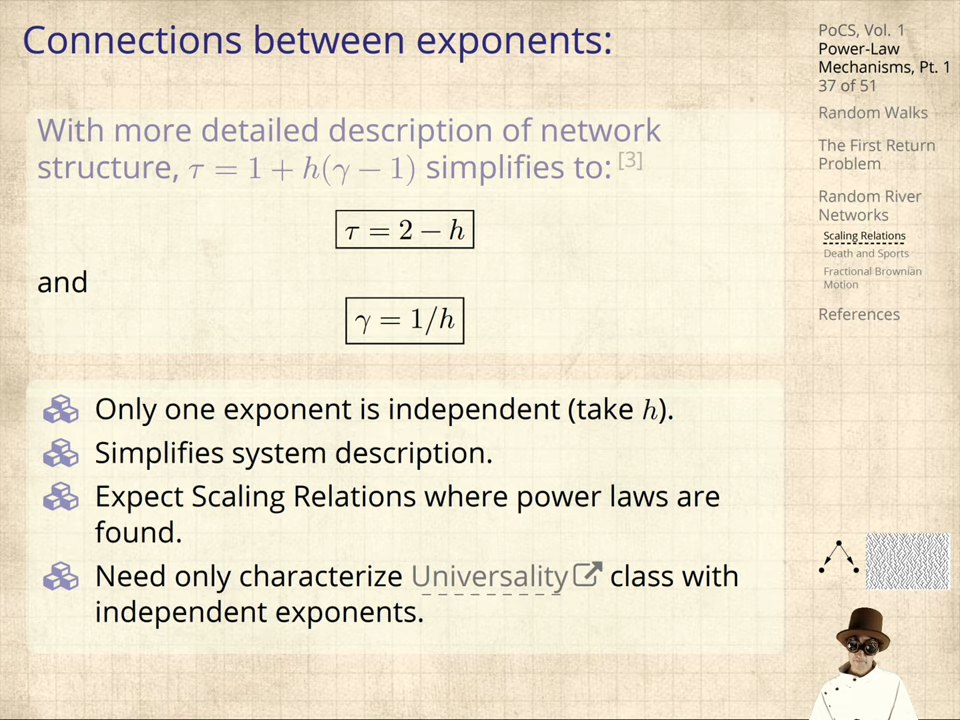 Connections between exponents:
With more detailed description of network
structure, τ = 1 + h(γ − 1) simplifies to: [3]
τ = 2 − h
and
γ = 1/h
Only one exponent is independent (take h).
Simplifies system description.
Expect Scaling Relations where power laws are
found.
Need only characterize Universality class with
independent exponents.
PoCS, Vol. 1
Power-Law
Mechanisms, Pt. 1
37 of 51
Random Walks
The First Return
Problem
Random River
Networks
Scaling Relations
Death and Sports
Fractional Brownian
Motion
References